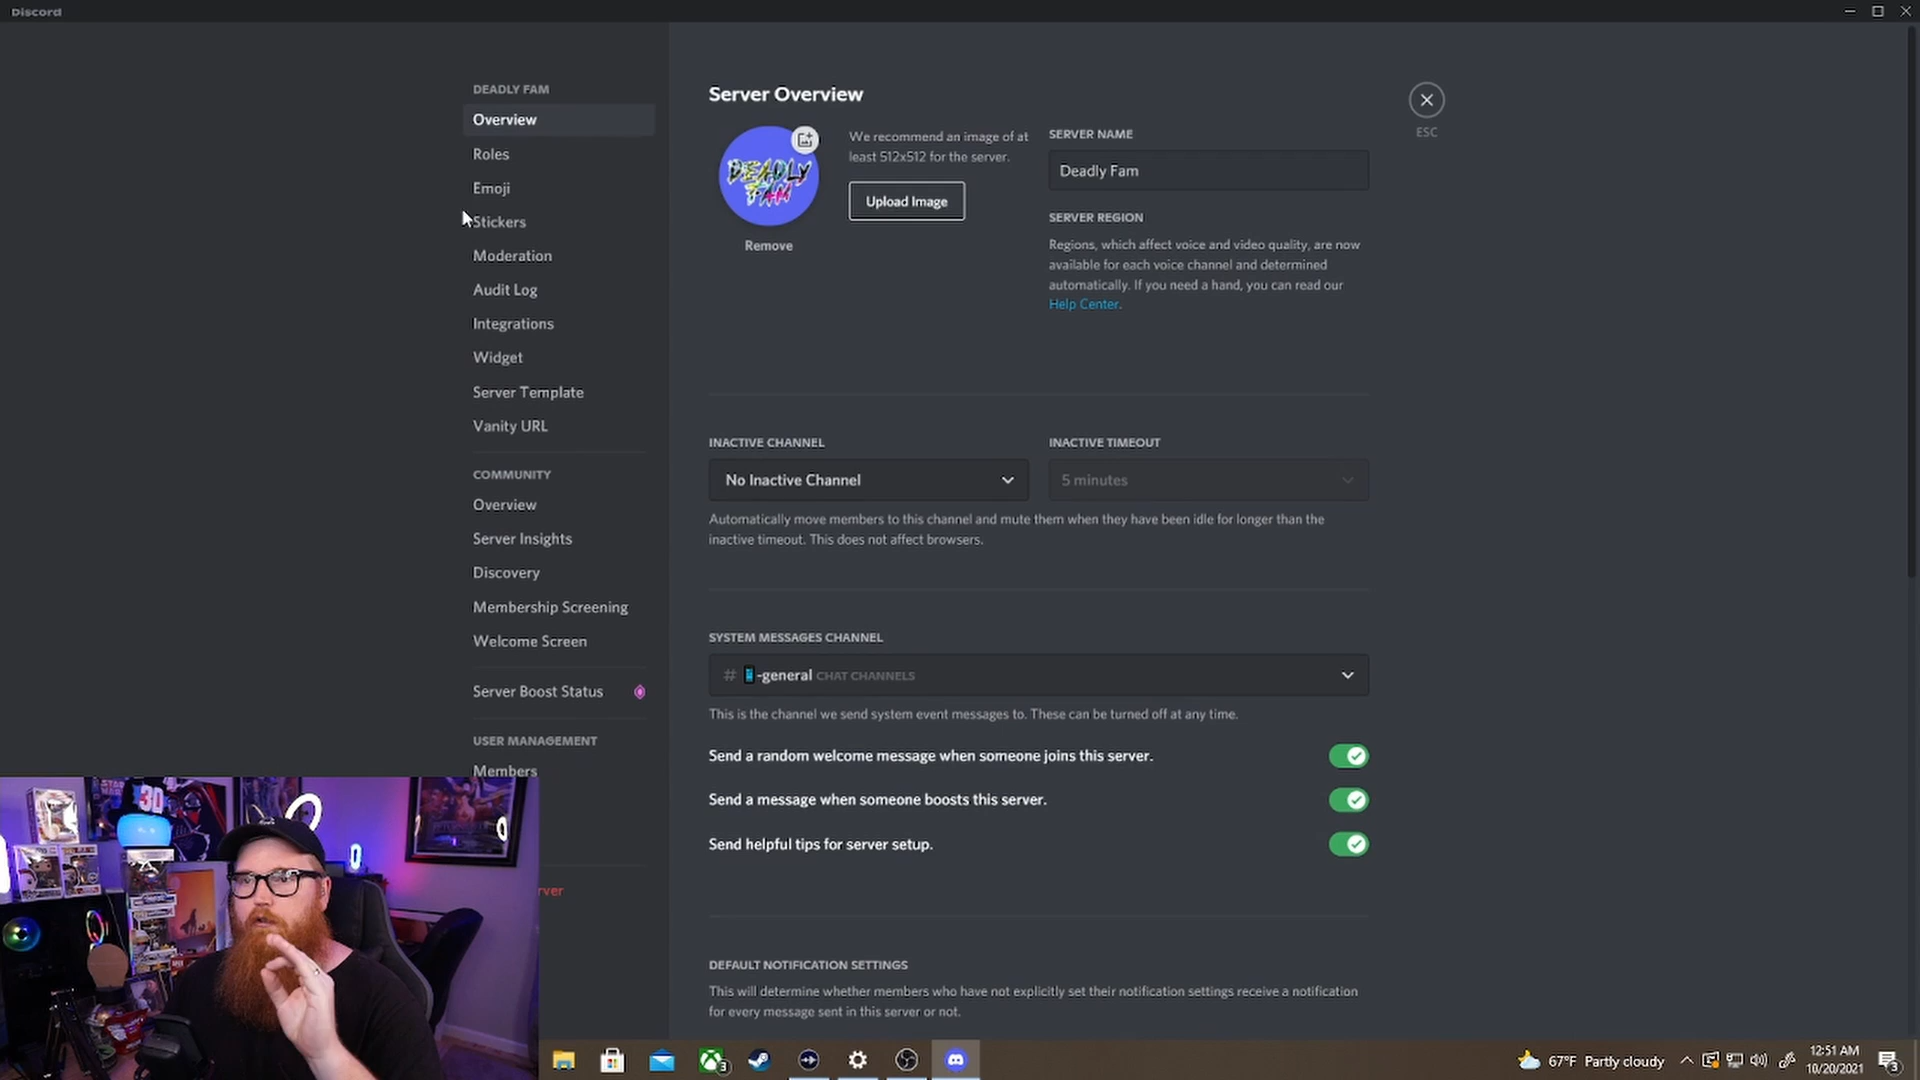 Discord
DEADLY FAM
Overview
Roles
Emoji
Stickers
Moderation
Audit Log
Integrations
Widget
Server Template
Vanity URL
COMMUNITY
Overview
Server Insights
Discovery
Membership Screening
Welcome Screen
Server Boost Status
USER MANAGEMENT
Members
rver
Server Overview
DEADLY
FAM
Remove
We recommend an image of at
least 512x512 for the server.
Upload Image
SERVER NAME
Deadly Fam
SERVER REGION
Regions, which affect voice and video quality, are now
available for each voice channel and determined
automatically. If you need a hand, you can read our
Help Center.
ESC
INACTIVE CHANNEL
No Inactive Channel
INACTIVE TIMEOUT
5 minutes
Automatically move members to this channel and mute them when they have been idle for longer than the
inactive timeout. This does not affect browsers.
SYSTEM MESSAGES CHANNEL
# -general CHAT CHANNELS
This is the channel we send system event messages to. These can be turned off at any time.
Send a random welcome message when someone joins this server.
Send a message when someone boosts this server.
Send helpful tips for server setup.
DEFAULT NOTIFICATION SETTINGS
This will determine whether members who have not explicitly set their notification settings receive a notification
for every message sent in this server or not.
3D
3
67°F Partly cloudy
12:51 AM
10/20/2021
3